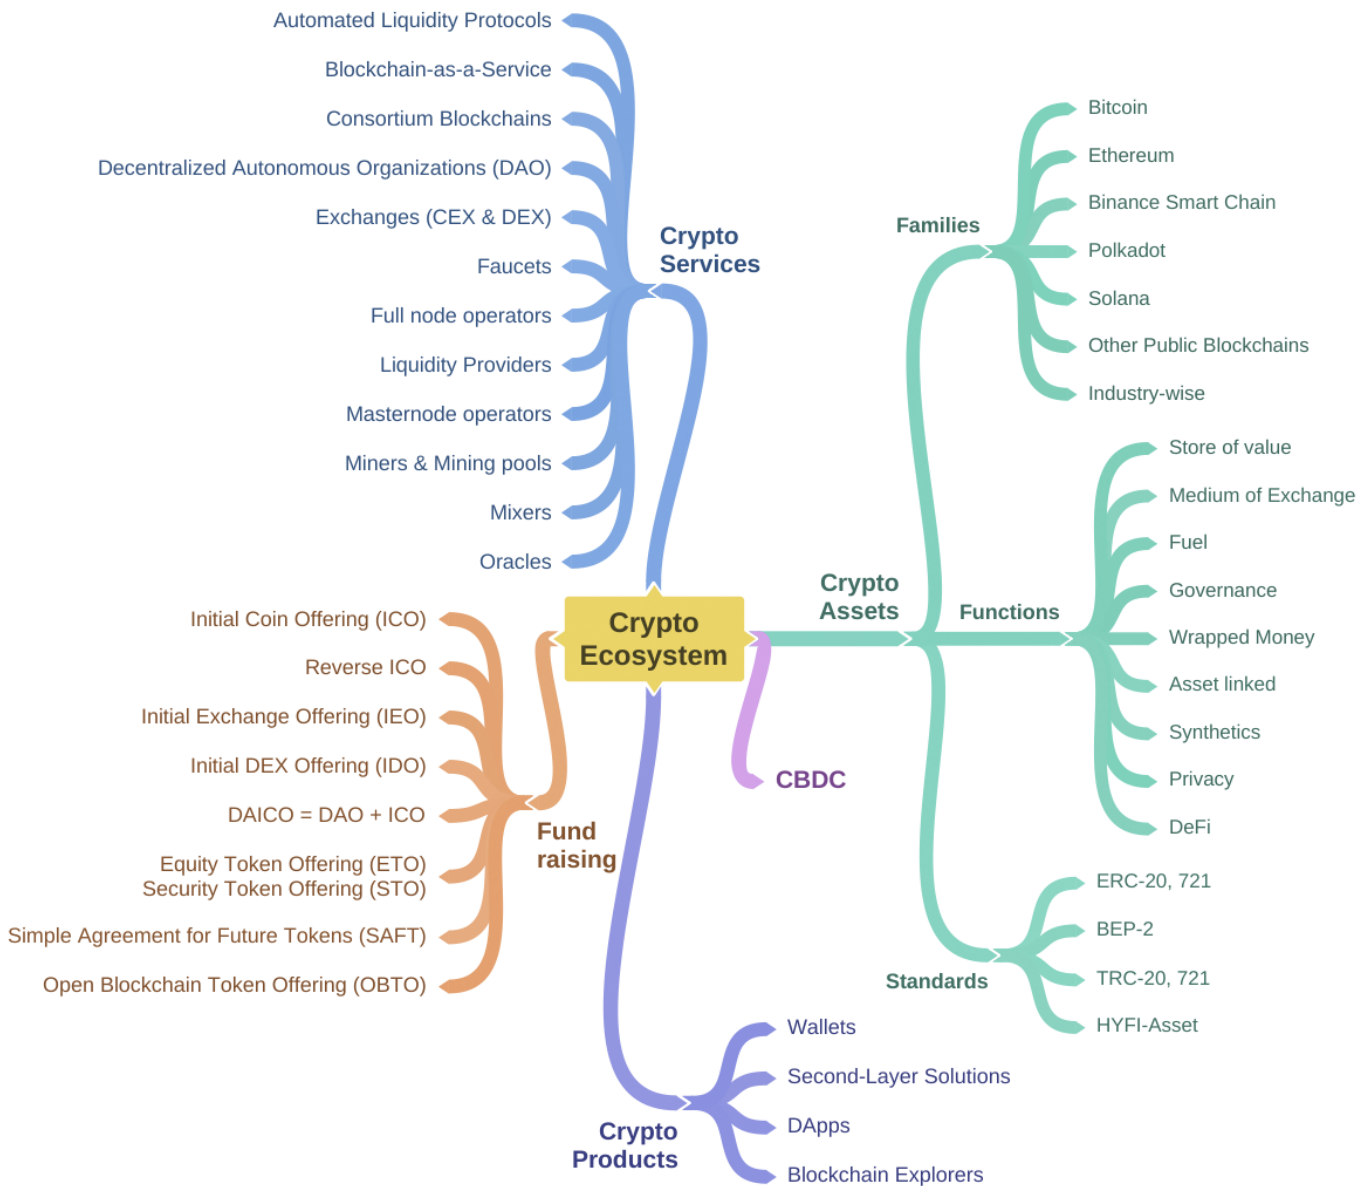 Automated Liquidity Protocols
Blockchain-as-a-Service
Consortium Blockchains
Decentralized Autonomous Organizations (DAO)
Exchanges (CEX & DEX)
Faucets
Full node operators
Liquidity Providers
Masternode operators
Miners & Mining pools
Mixers
Oracles
Crypto
Services
Initial Coin Offering (ICO)
Reverse ICO
Initial Exchange Offering (IEO)
Initial DEX Offering (IDO)
DAICO = DAO + ICO
Equity Token Offering (ETO)
Security Token Offering (STO)
Simple Agreement for Future Tokens (SAFT)
Open Blockchain Token Offering (OBTO)
Fund
raising
Crypto
Ecosystem
CBDC
Crypto
Assets
Families
Bitcoin
Ethereum
Binance Smart Chain
Polkadot
Solana
Other Public Blockchains
Industry-wise
Functions
Store of value
Medium of Exchange
Fuel
Governance
Wrapped Money
Asset linked
Synthetics
Privacy
DeFi
Standards
ERC-20, 721
BEP-2
TRC-20, 721
HYFI-Asset
Crypto
Products
Wallets
Second-Layer Solutions
DApps
Blockchain Explorers